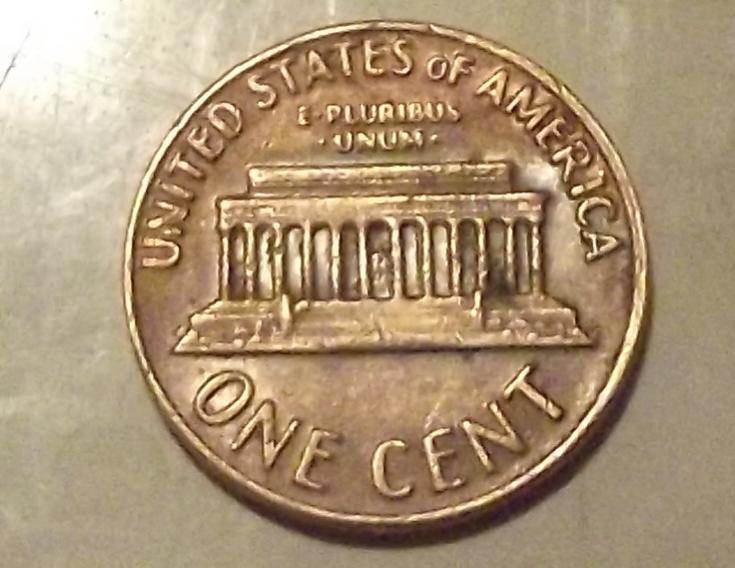 UNITED STATES OF AMERICA
E·PLURIBUS
·UNUM·
ONE CENT